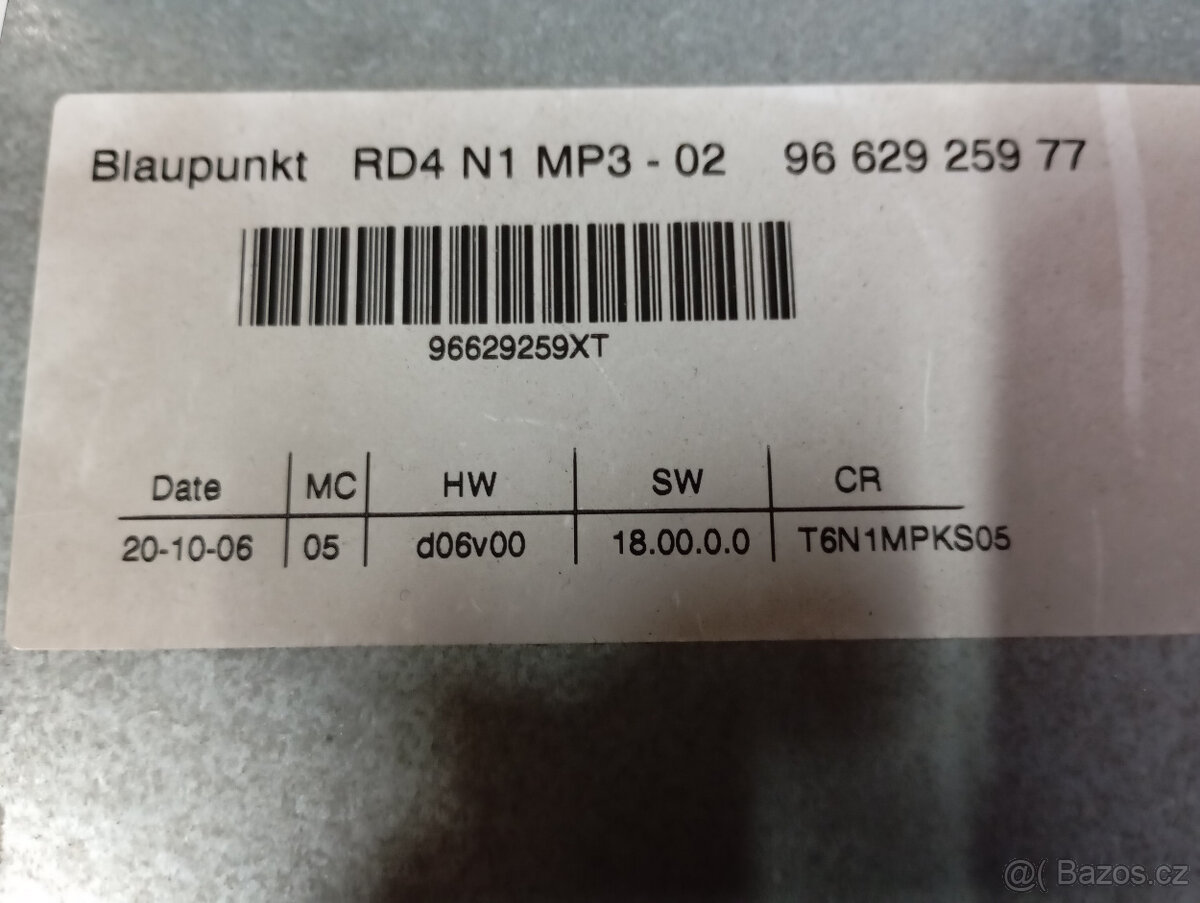 Blaupunkt RD4 N1 MP3 - 02 96 629 259 77
96629259XT
Date MC HW SW CR
20-10-06 05 d06v00 18.00.0.0 T6N1MPKS05
@( Bazos.cz